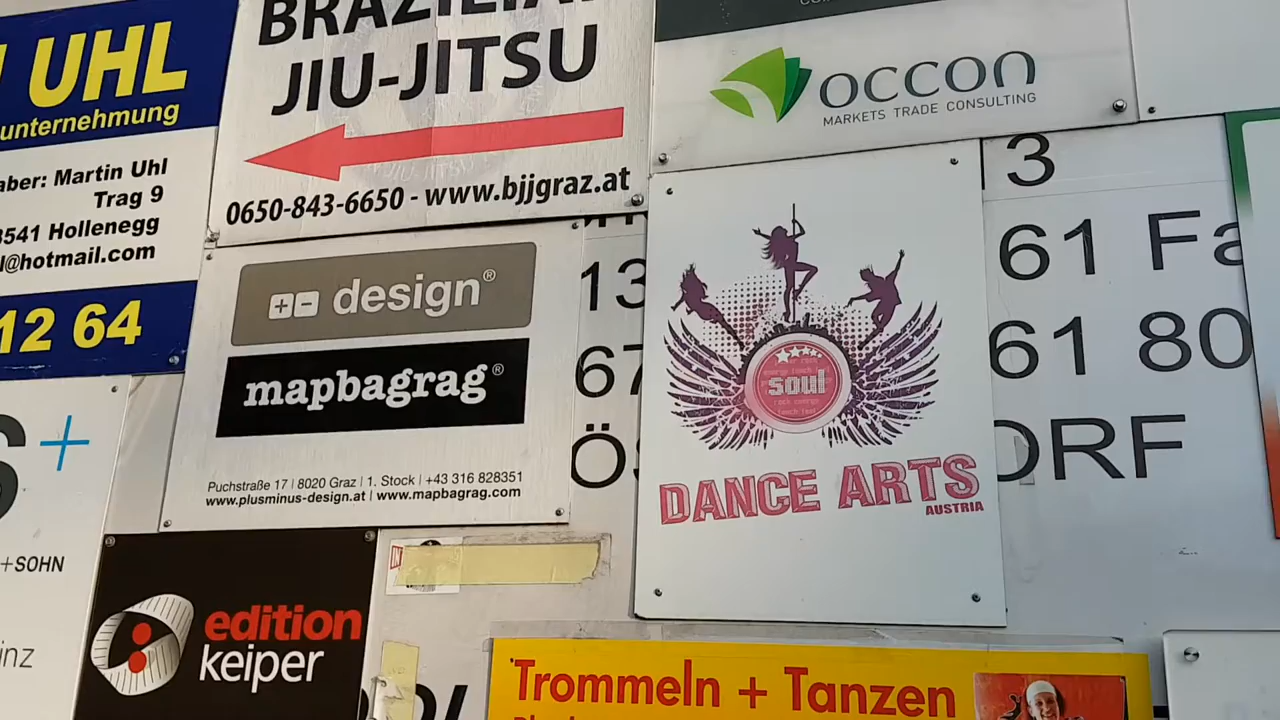 UHL
unternehmung
aber: Martin Uhl
Trag 9
8541 Hollenegg
l@hotmail.com
12 64
JIU-JITSU
0650-843-6650 - www.bjjgraz.at
+- design®
mapbagrag®
Puchstraße 17 | 8020 Graz | 1. Stock | +43 316 828351
www.plusminus-design.at | www.mapbagrag.com
occon
MARKETS TRADE CONSULTING
soul
DANCE ARTS
AUSTRIA
3
13
61 Fa
67
61 80
Ö
ORF
S+
+SOHN
inz
edition
keiper
Trommeln + Tanzen